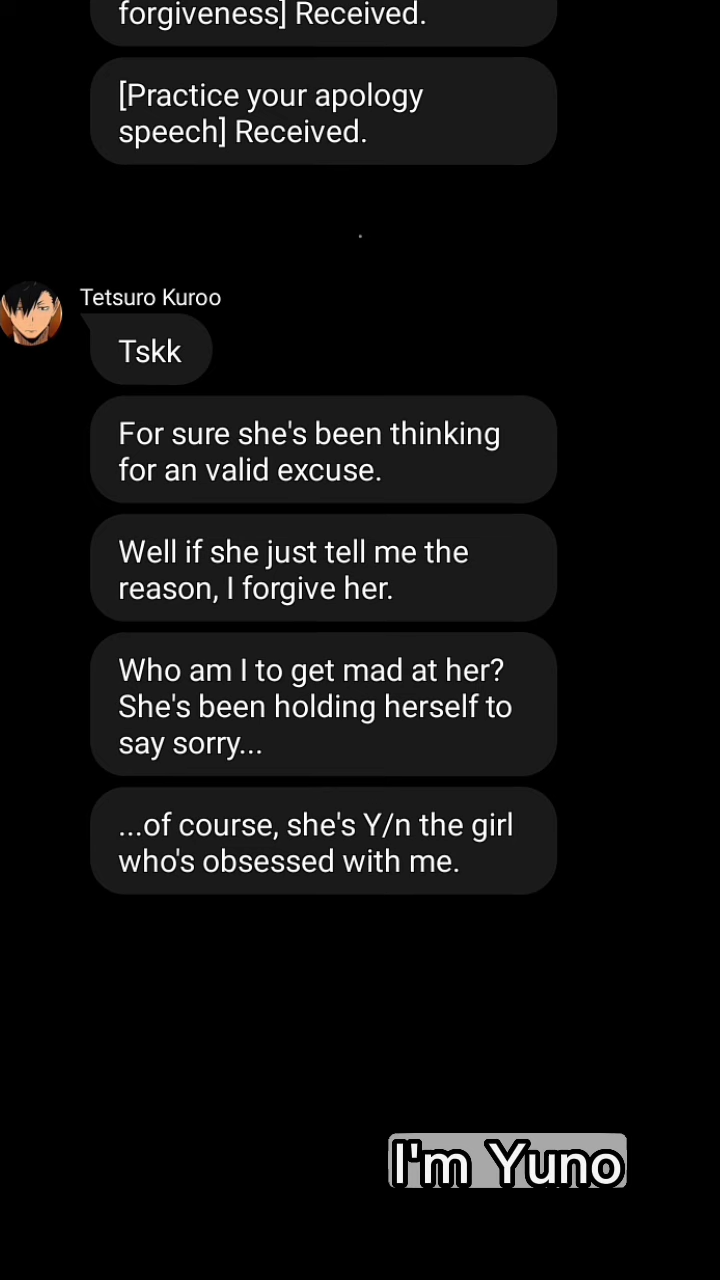 forgiveness] Received.
[Practice your apology
speech] Received.
Tetsuro Kuroo
Tskk
For sure she's been thinking
for an valid excuse.
Well if she just tell me the
reason, I forgive her.
Who am I to get mad at her?
She's been holding herself to
say sorry...
...of course, she's Y/n the girl
who's obsessed with me.
I'm Yuno